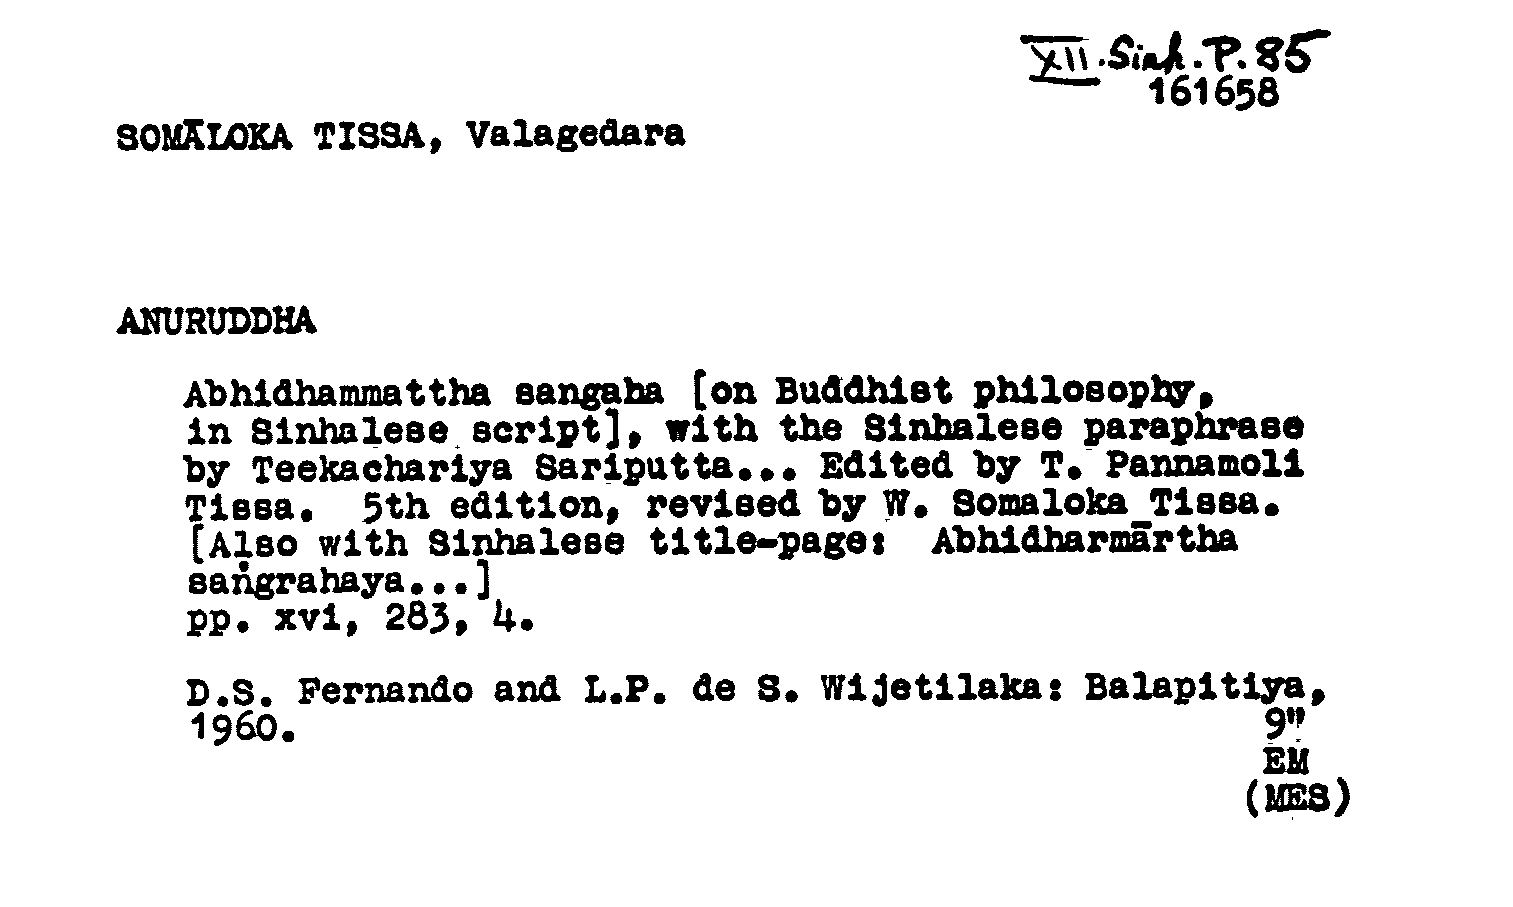 XII.Sinh.P.85
161658
SOMĀLOKA TISSA, Valagedara
ANURUDDHA
Abhidhammattha sangaha [on Buddhist philosophy,
in Sinhalese script], with the Sinhalese paraphrase
by Teekachariya Sariputta... Edited by T. Pannamoli
Tissa. 5th edition, revised by W. Somaloka Tissa.
[Also with Sinhalese title-page: Abhidharmārtha
saṅgrahaya...]
pp. xvi, 283, 4.
D.S. Fernando and L.P. de S. Wijetilaka: Balapitiya,
1960.
9"
EM
(MES)